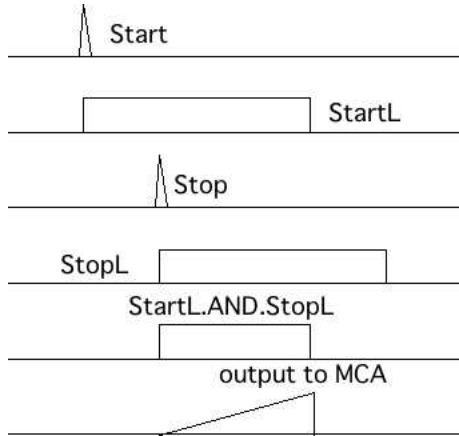 Start
StartL
Stop
StopL
StartL.AND.StopL
output to MCA